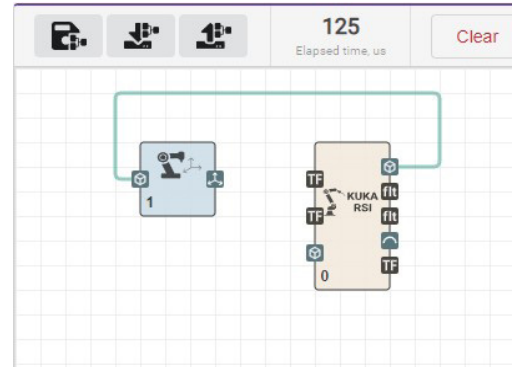 125
Elapsed time, us
Clear
1
TF
TF
KUKA
RSI
flt
flt
TF
0